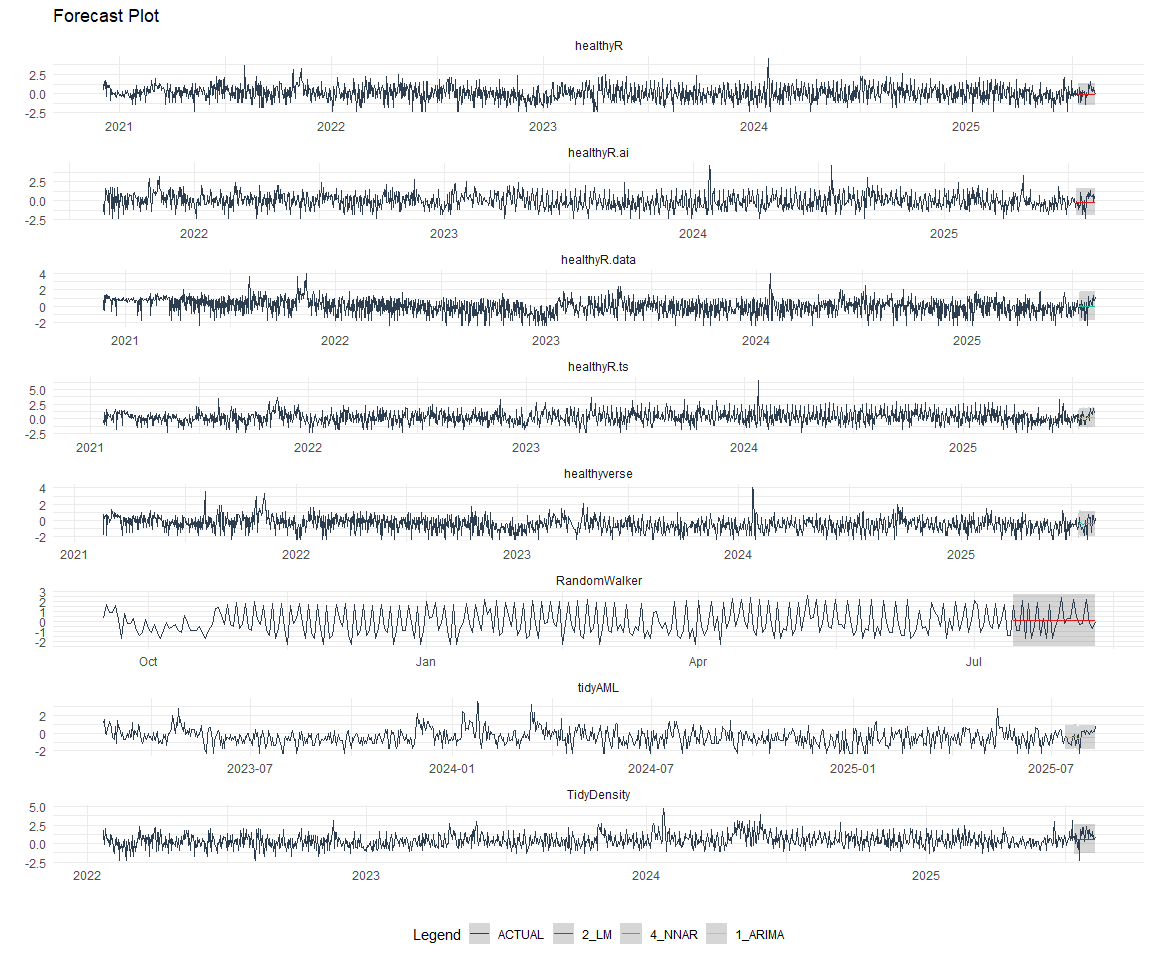 Forecast Plot
healthyR
2.5
0.0
-2.5
2021 2022 2023 2024 2025
healthyR.ai
2.5
0.0
-2.5
2022 2023 2024 2025
healthyR.data
4
2
0
-2
2021 2022 2023 2024 2025
healthyR.ts
5.0
2.5
0.0
-2.5
2021 2022 2023 2024 2025
healthyverse
4
2
0
-2
2021 2022 2023 2024 2025
RandomWalker
3
2
1
0
-1
-2
Oct Jan Apr Jul
tidyAML
2
0
-2
2023-07 2024-01 2024-07 2025-01 2025-07
TidyDensity
5.0
2.5
0.0
-2.5
2022 2023 2024 2025
Legend ACTUAL 2_LM 4_NNAR 1_ARIMA